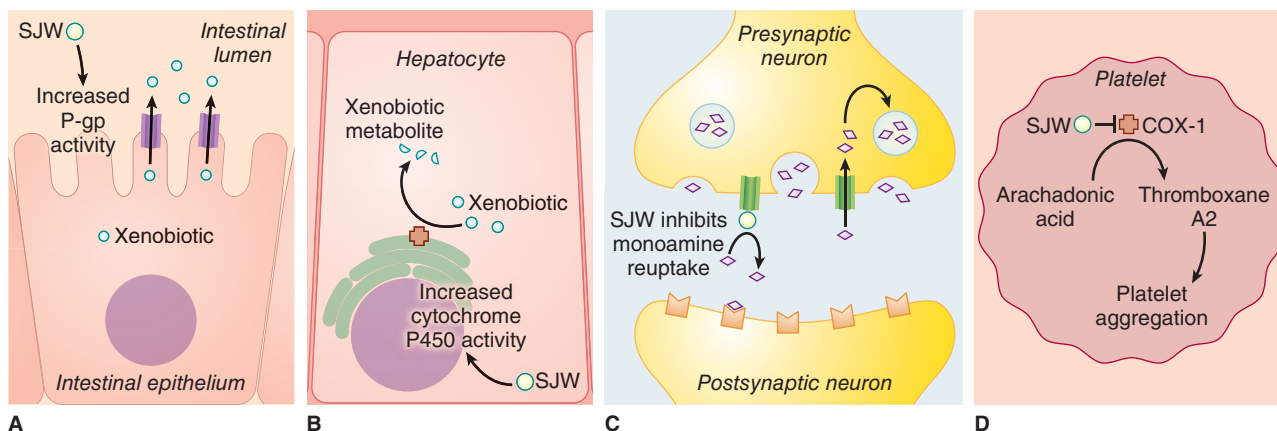 SJW
Increased
P-gp
activity
Intestinal
lumen
Xenobiotic
Intestinal epithelium
A
Hepatocyte
Xenobiotic
metabolite
Xenobiotic
Increased
cytochrome
P450 activity
SJW
B
Presynaptic
neuron
SJW inhibits
monoamine
reuptake
Postsynaptic neuron
C
Platelet
SJW
COX-1
Arachadonic
acid
Thromboxane
A2
Platelet
aggregation
D